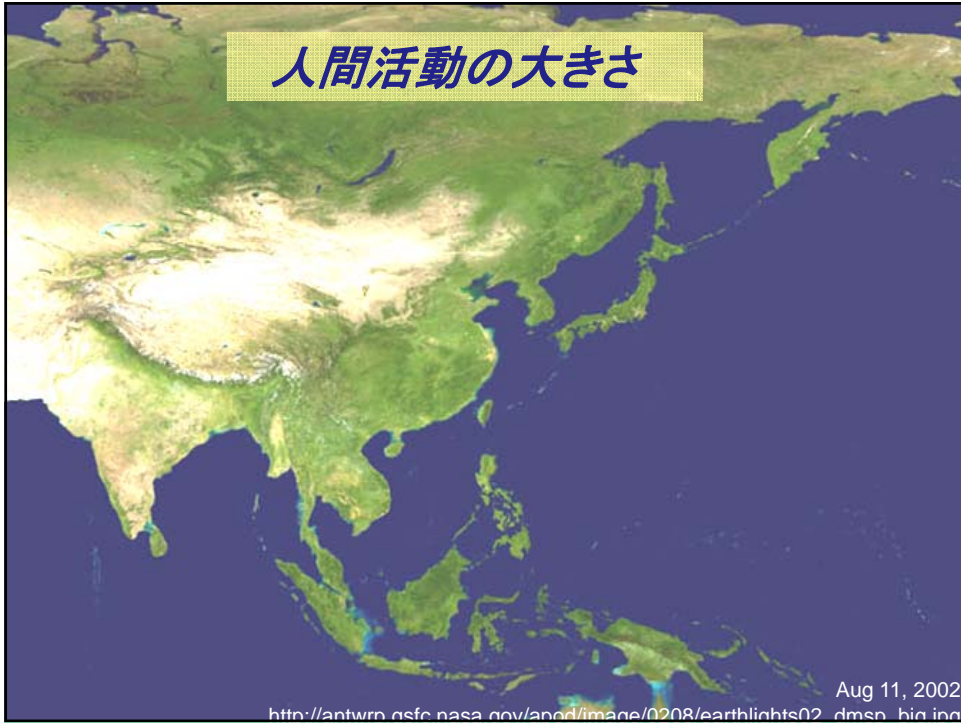 人間活動の大きさ
Aug 11, 2002
http://antwrp.gsfc.nasa.gov/apod/image/0208/earthlights02_dmsp_big.jpg